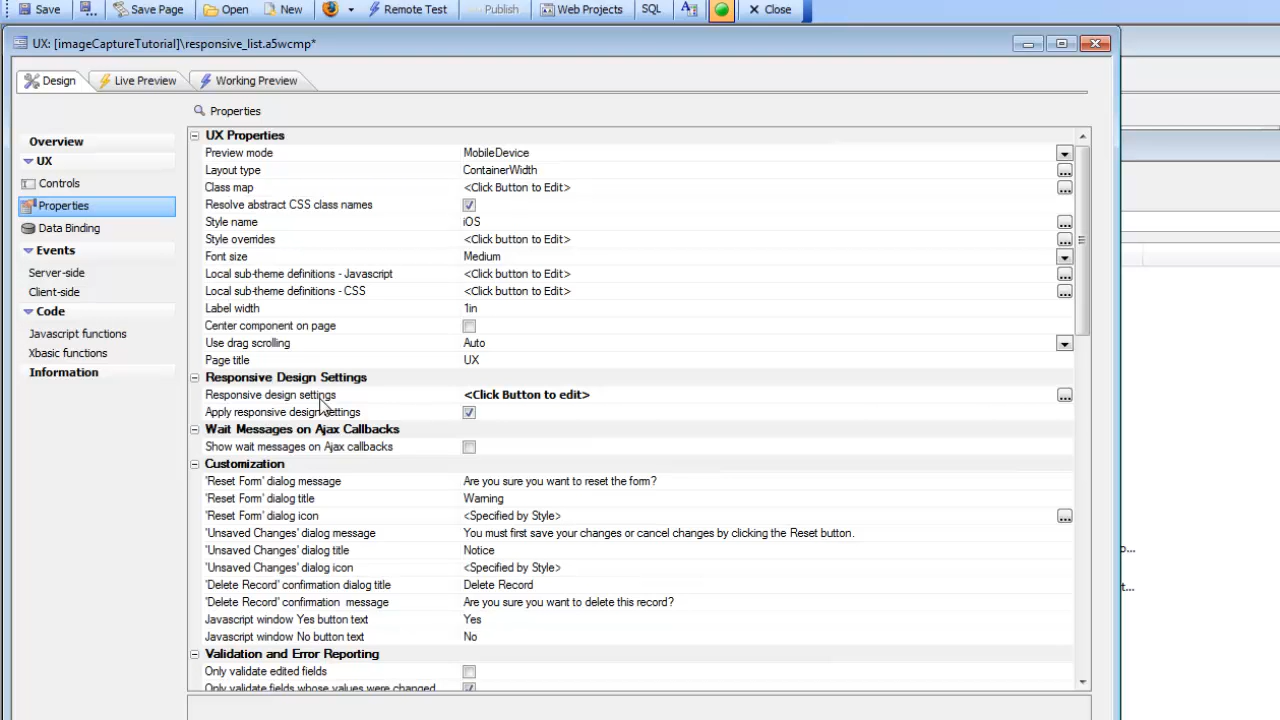 Save Save Page Open New Remote Test Publish Web Projects SQL A Close
UX: [imageCaptureTutorial]\responsive_list.a5wcmp*
Design Live Preview Working Preview
Properties
Overview
UX
Controls
Properties
Data Binding
Events
Server-side
Client-side
Code
Javascript functions
Xbasic functions
Information
UX Properties
Preview mode MobileDevice
Layout type ContainerWidth
Class map <Click Button to Edit>
Resolve abstract CSS class names
Style name iOS
Style overrides <Click button to Edit>
Font size Medium
Local sub-theme definitions - Javascript <Click button to Edit>
Local sub-theme definitions - CSS <Click button to Edit>
Label width 1in
Center component on page
Use drag scrolling Auto
Page title UX
Responsive Design Settings
Responsive design settings <Click Button to edit>
Apply responsive design settings
Wait Messages on Ajax Callbacks
Show wait messages on Ajax callbacks
Customization
'Reset Form' dialog message Are you sure you want to reset the form?
'Reset Form' dialog title Warning
'Reset Form' dialog icon <Specified by Style>
'Unsaved Changes' dialog message You must first save your changes or cancel changes by clicking the Reset button.
'Unsaved Changes' dialog title Notice
'Unsaved Changes' dialog icon <Specified by Style>
'Delete Record' confirmation dialog title Delete Record
'Delete Record' confirmation message Are you sure you want to delete this record?
Javascript window Yes button text Yes
Javascript window No button text No
Validation and Error Reporting
Only validate edited fields
Only validate fields whose values were changed